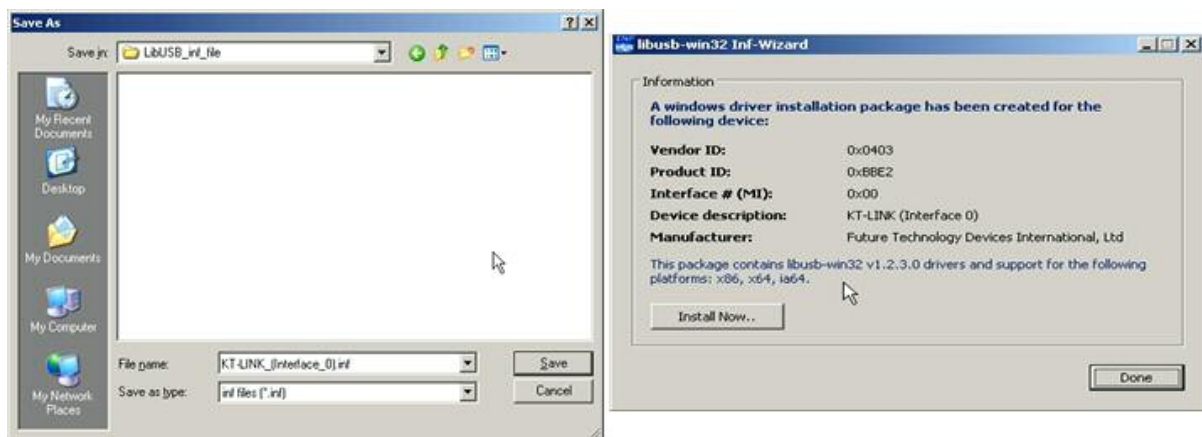 Save As
Save in:
LibUSB_inf_file
My Recent
Documents
Desktop
My Documents
My Computer
My Network
Places
File name:
KT-LINK_(Interface_0).inf
Save
Save as type:
inf files (*.inf)
Cancel
libusb-win32 Inf-Wizard
Information
A windows driver installation package has been created for the
following device:
Vendor ID: 0x0403
Product ID: 0xBBE2
Interface # (MI): 0x00
Device description: KT-LINK (Interface 0)
Manufacturer: Future Technology Devices International, Ltd
This package contains libusb-win32 v1.2.3.0 drivers and support for the following
platforms: x86, x64, ia64.
Install Now..
Done